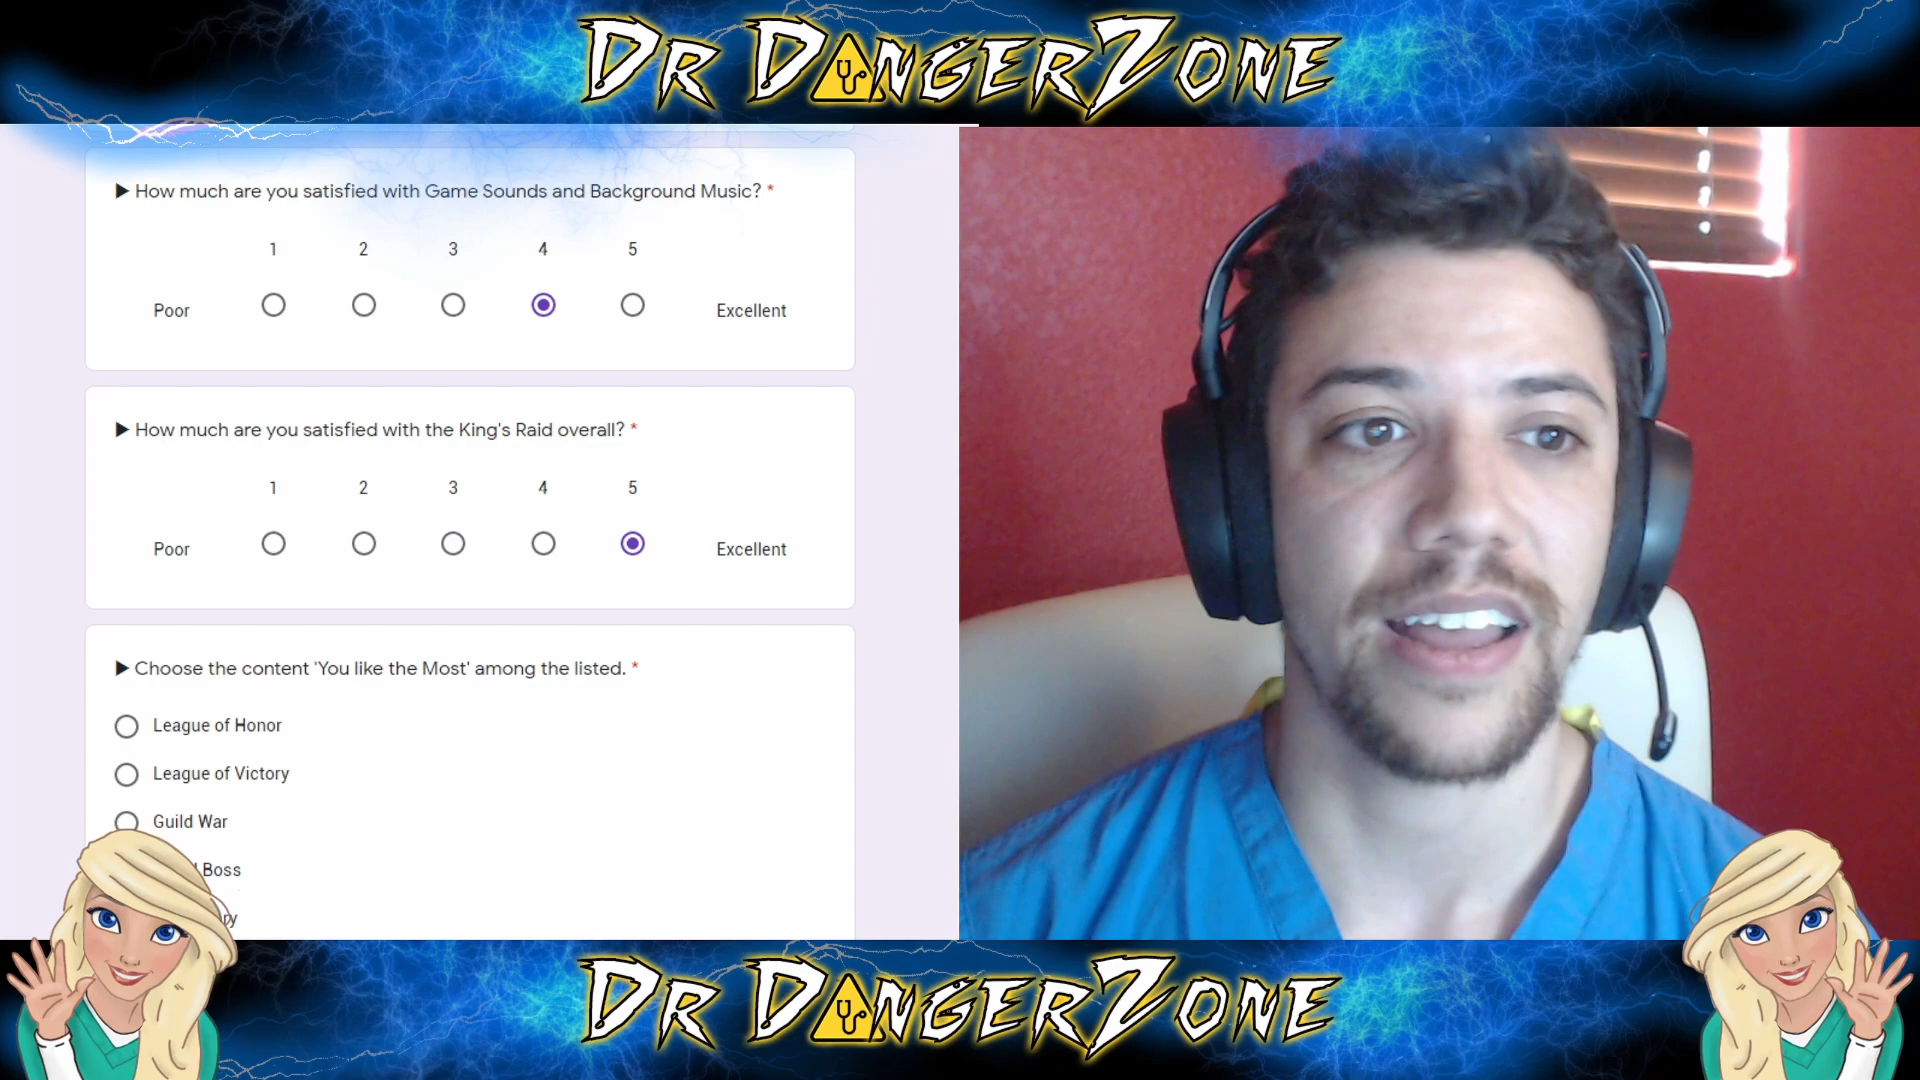 DR DANGERZONE
▶ How much are you satisfied with Game Sounds and Background Music? *
1 2 3 4 5
Poor Excellent
▶ How much are you satisfied with the King's Raid overall? *
1 2 3 4 5
Poor Excellent
▶ Choose the content 'You like the Most' among the listed. *
League of Honor
League of Victory
Guild War
Boss
DR DANGERZONE